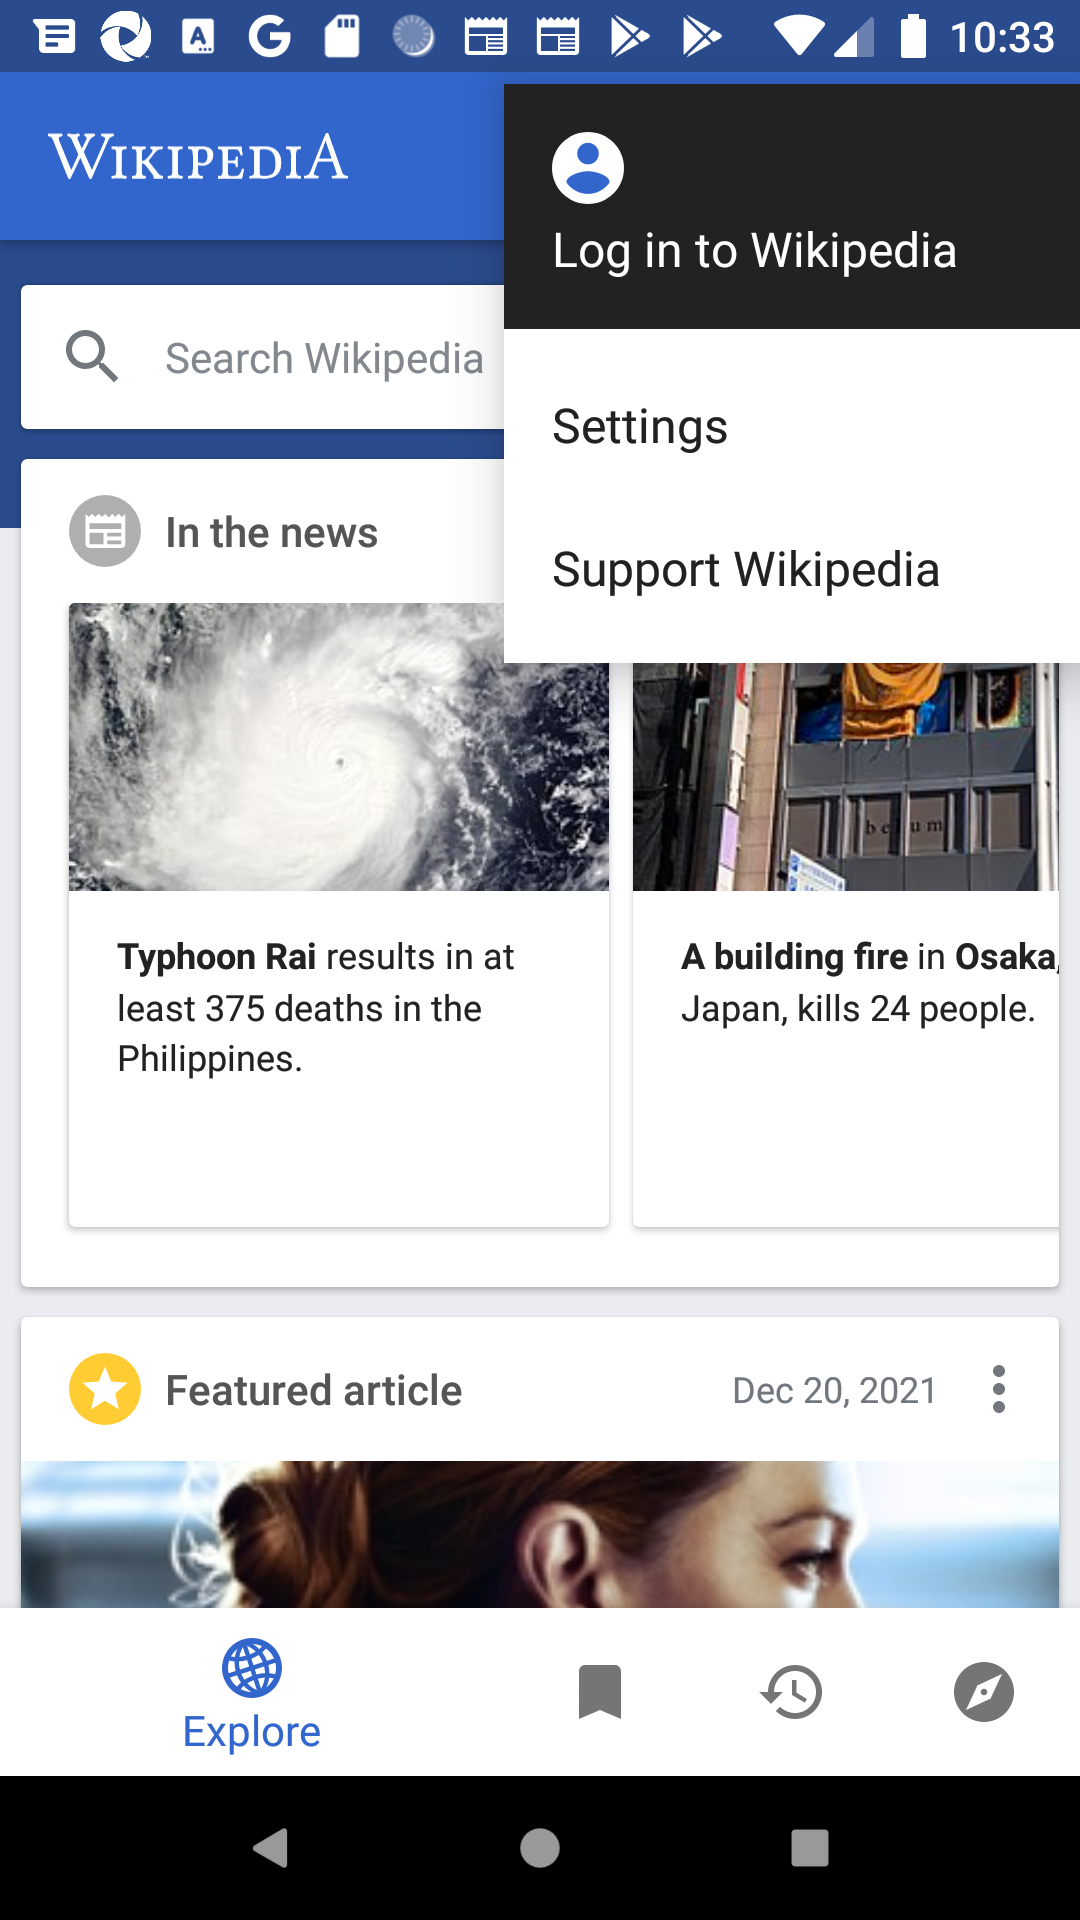 10:33
WIKIPEDIA
Log in to Wikipedia
Search Wikipedia
Settings
Support Wikipedia
In the news
belum
Typhoon Rai results in at
least 375 deaths in the
Philippines.
A building fire in Osaka,
Japan, kills 24 people.
Featured article
Dec 20, 2021
Explore